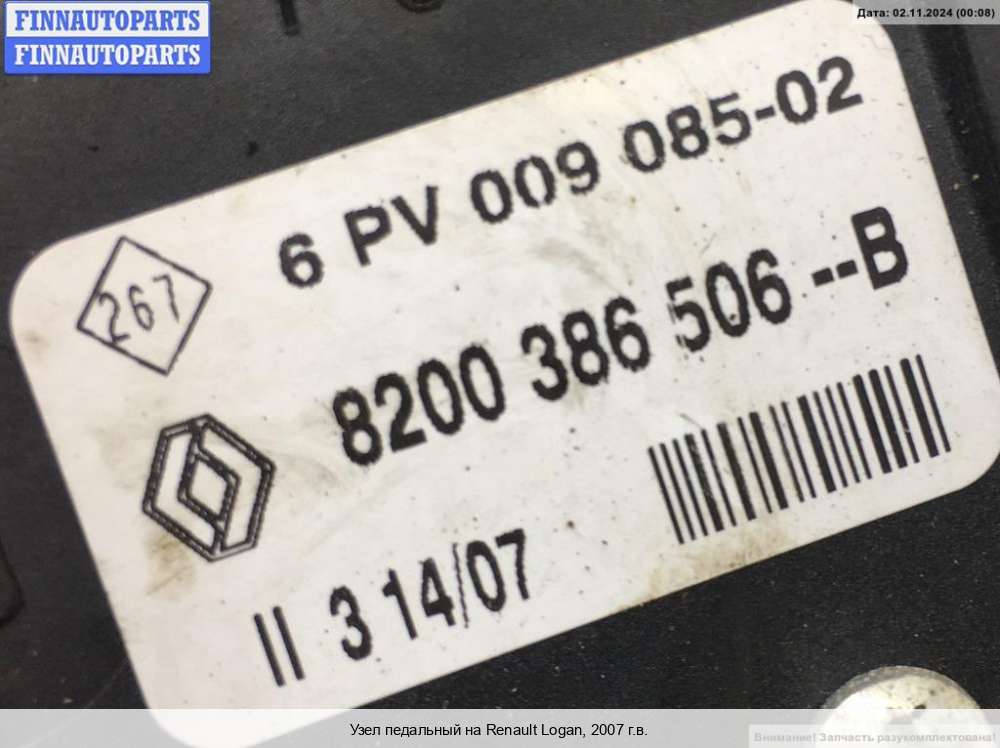 FINNAUTOPARTS
FINNAUTOPARTS
Дата: 02.11.2024 (00:08)
6 PV 009 085-02
267
8200 386 506 --B
II 3 14/07
Узел педальный на Renault Logan, 2007 г.в.
Внимание! Запчасть разукомплектована!